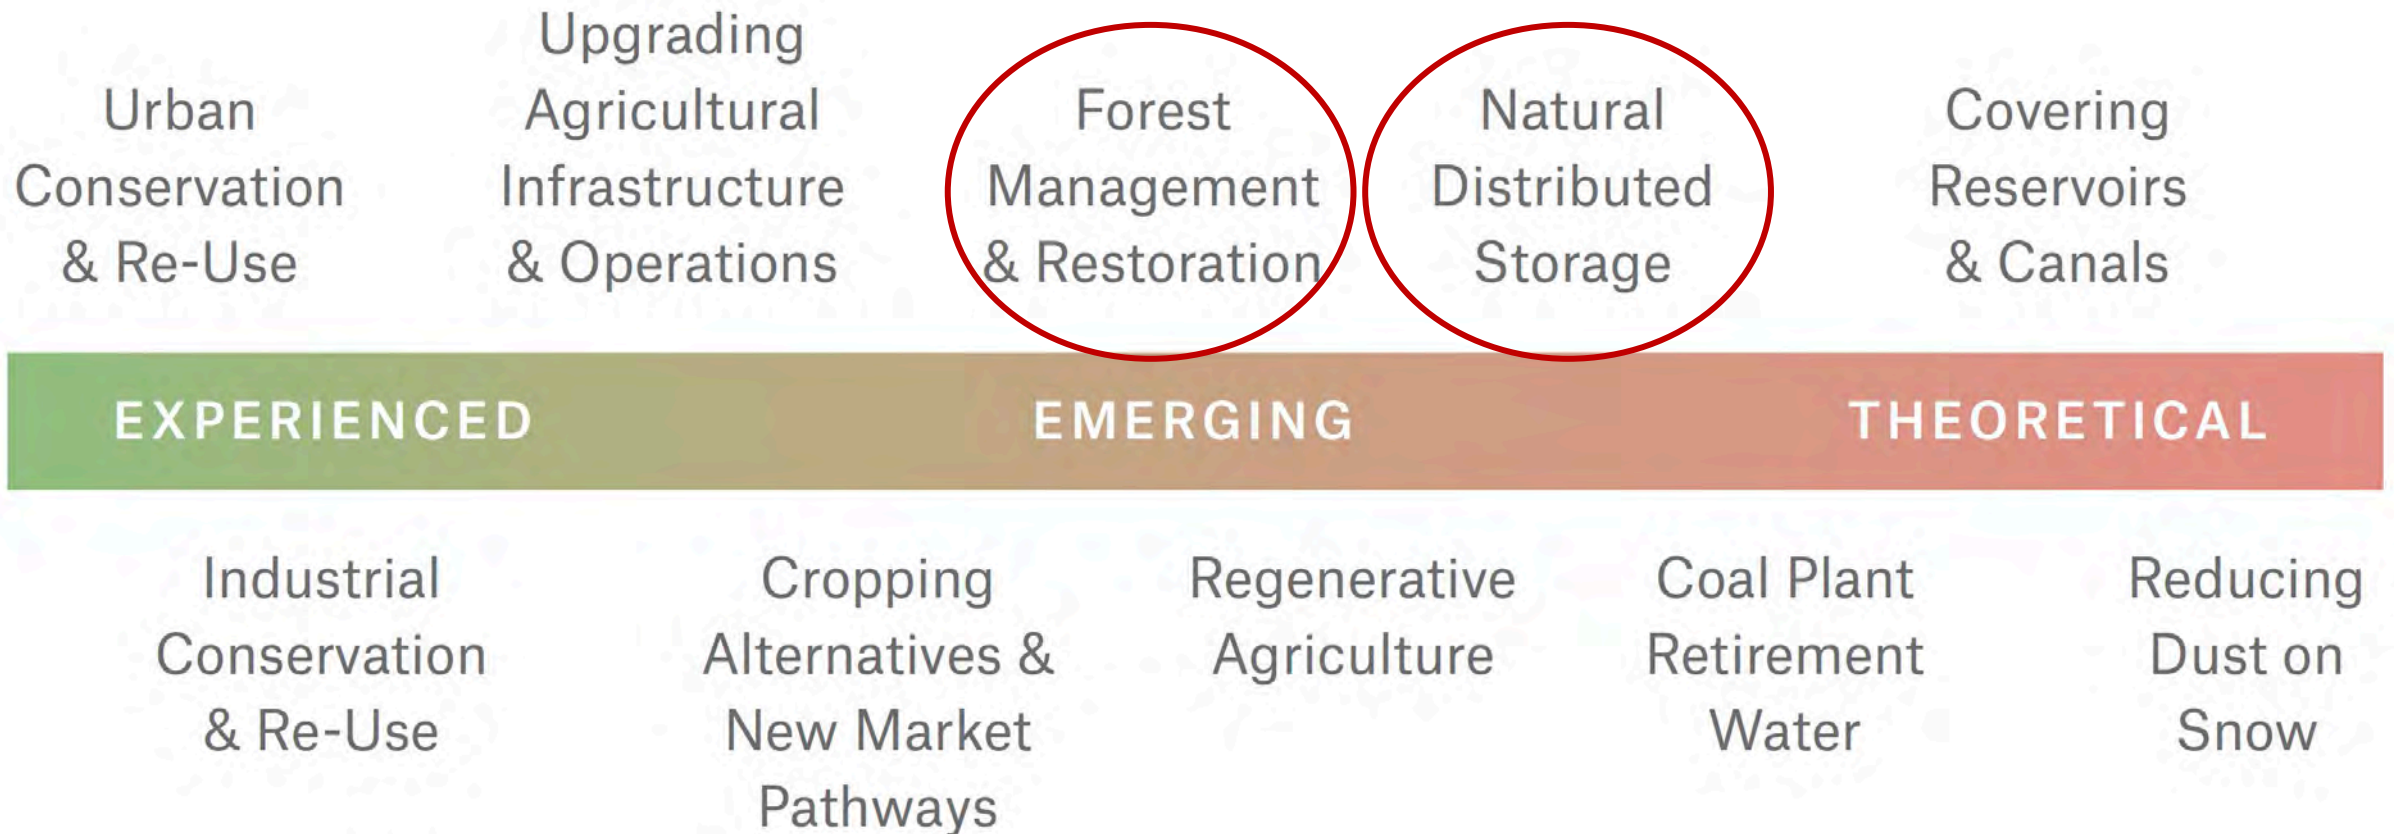 Urban
Conservation
& Re-Use
Upgrading
Agricultural
Infrastructure
& Operations
Forest
Management
& Restoration
Natural
Distributed
Storage
Covering
Reservoirs
& Canals
EXPERIENCED
EMERGING
THEORETICAL
Industrial
Conservation
& Re-Use
Cropping
Alternatives &
New Market
Pathways
Regenerative
Agriculture
Coal Plant
Retirement
Water
Reducing
Dust on
Snow